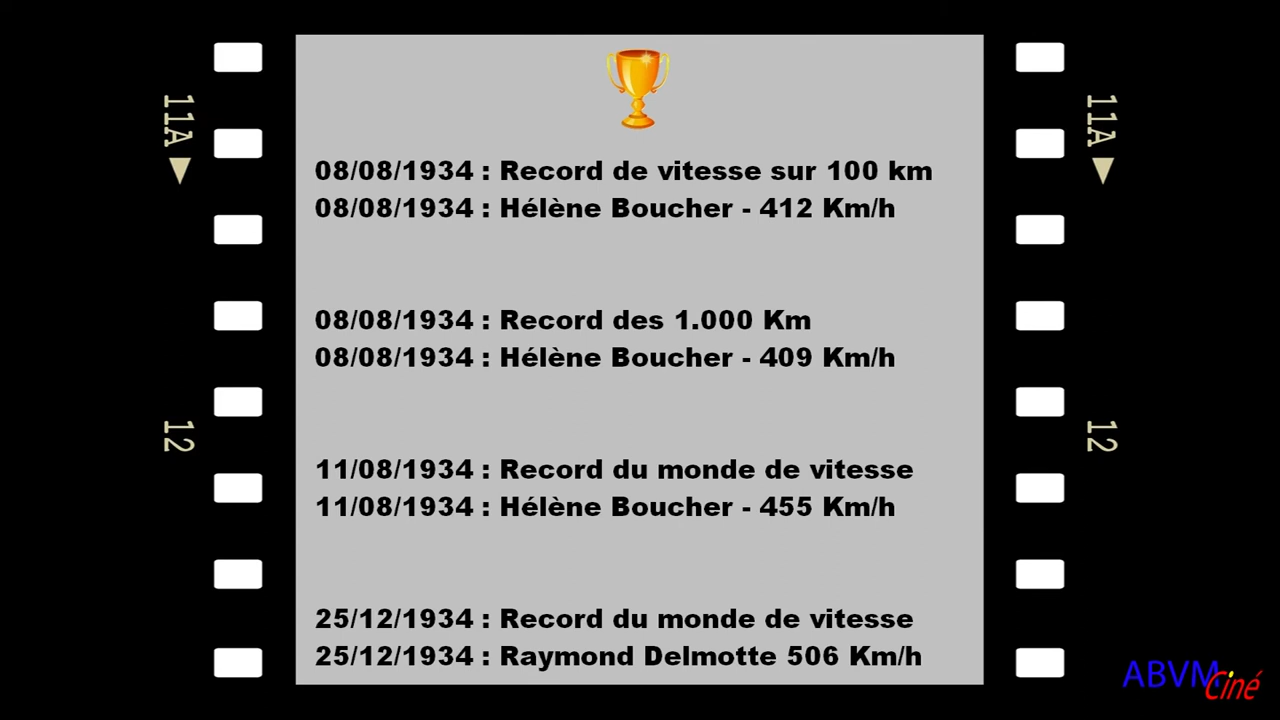 11A
11A
08/08/1934 : Record de vitesse sur 100 km
08/08/1934 : Hélène Boucher - 412 Km/h
08/08/1934 : Record des 1.000 Km
08/08/1934 : Hélène Boucher - 409 Km/h
12
12
11/08/1934 : Record du monde de vitesse
11/08/1934 : Hélène Boucher - 455 Km/h
25/12/1934 : Record du monde de vitesse
25/12/1934 : Raymond Delmotte 506 Km/h
ABVM Ciné